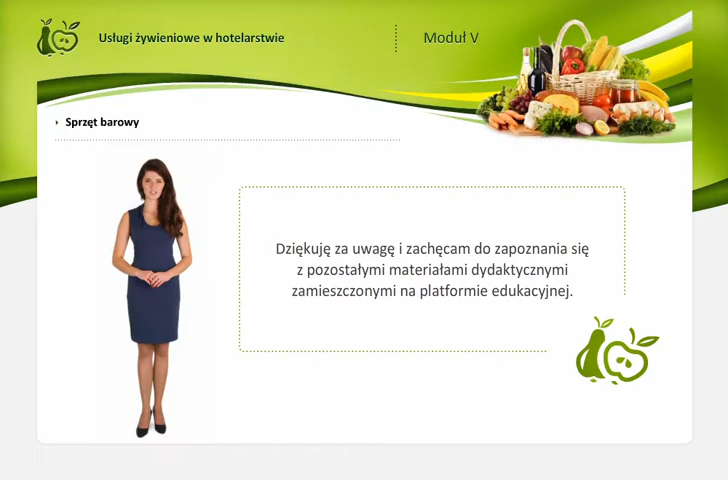 Usługi żywieniowe w hotelarstwie
Moduł V
Sprzęt barowy
Dziękuję za uwagę i zachęcam do zapoznania się
z pozostałymi materiałami dydaktycznymi
zamieszczonymi na platformie edukacyjnej.